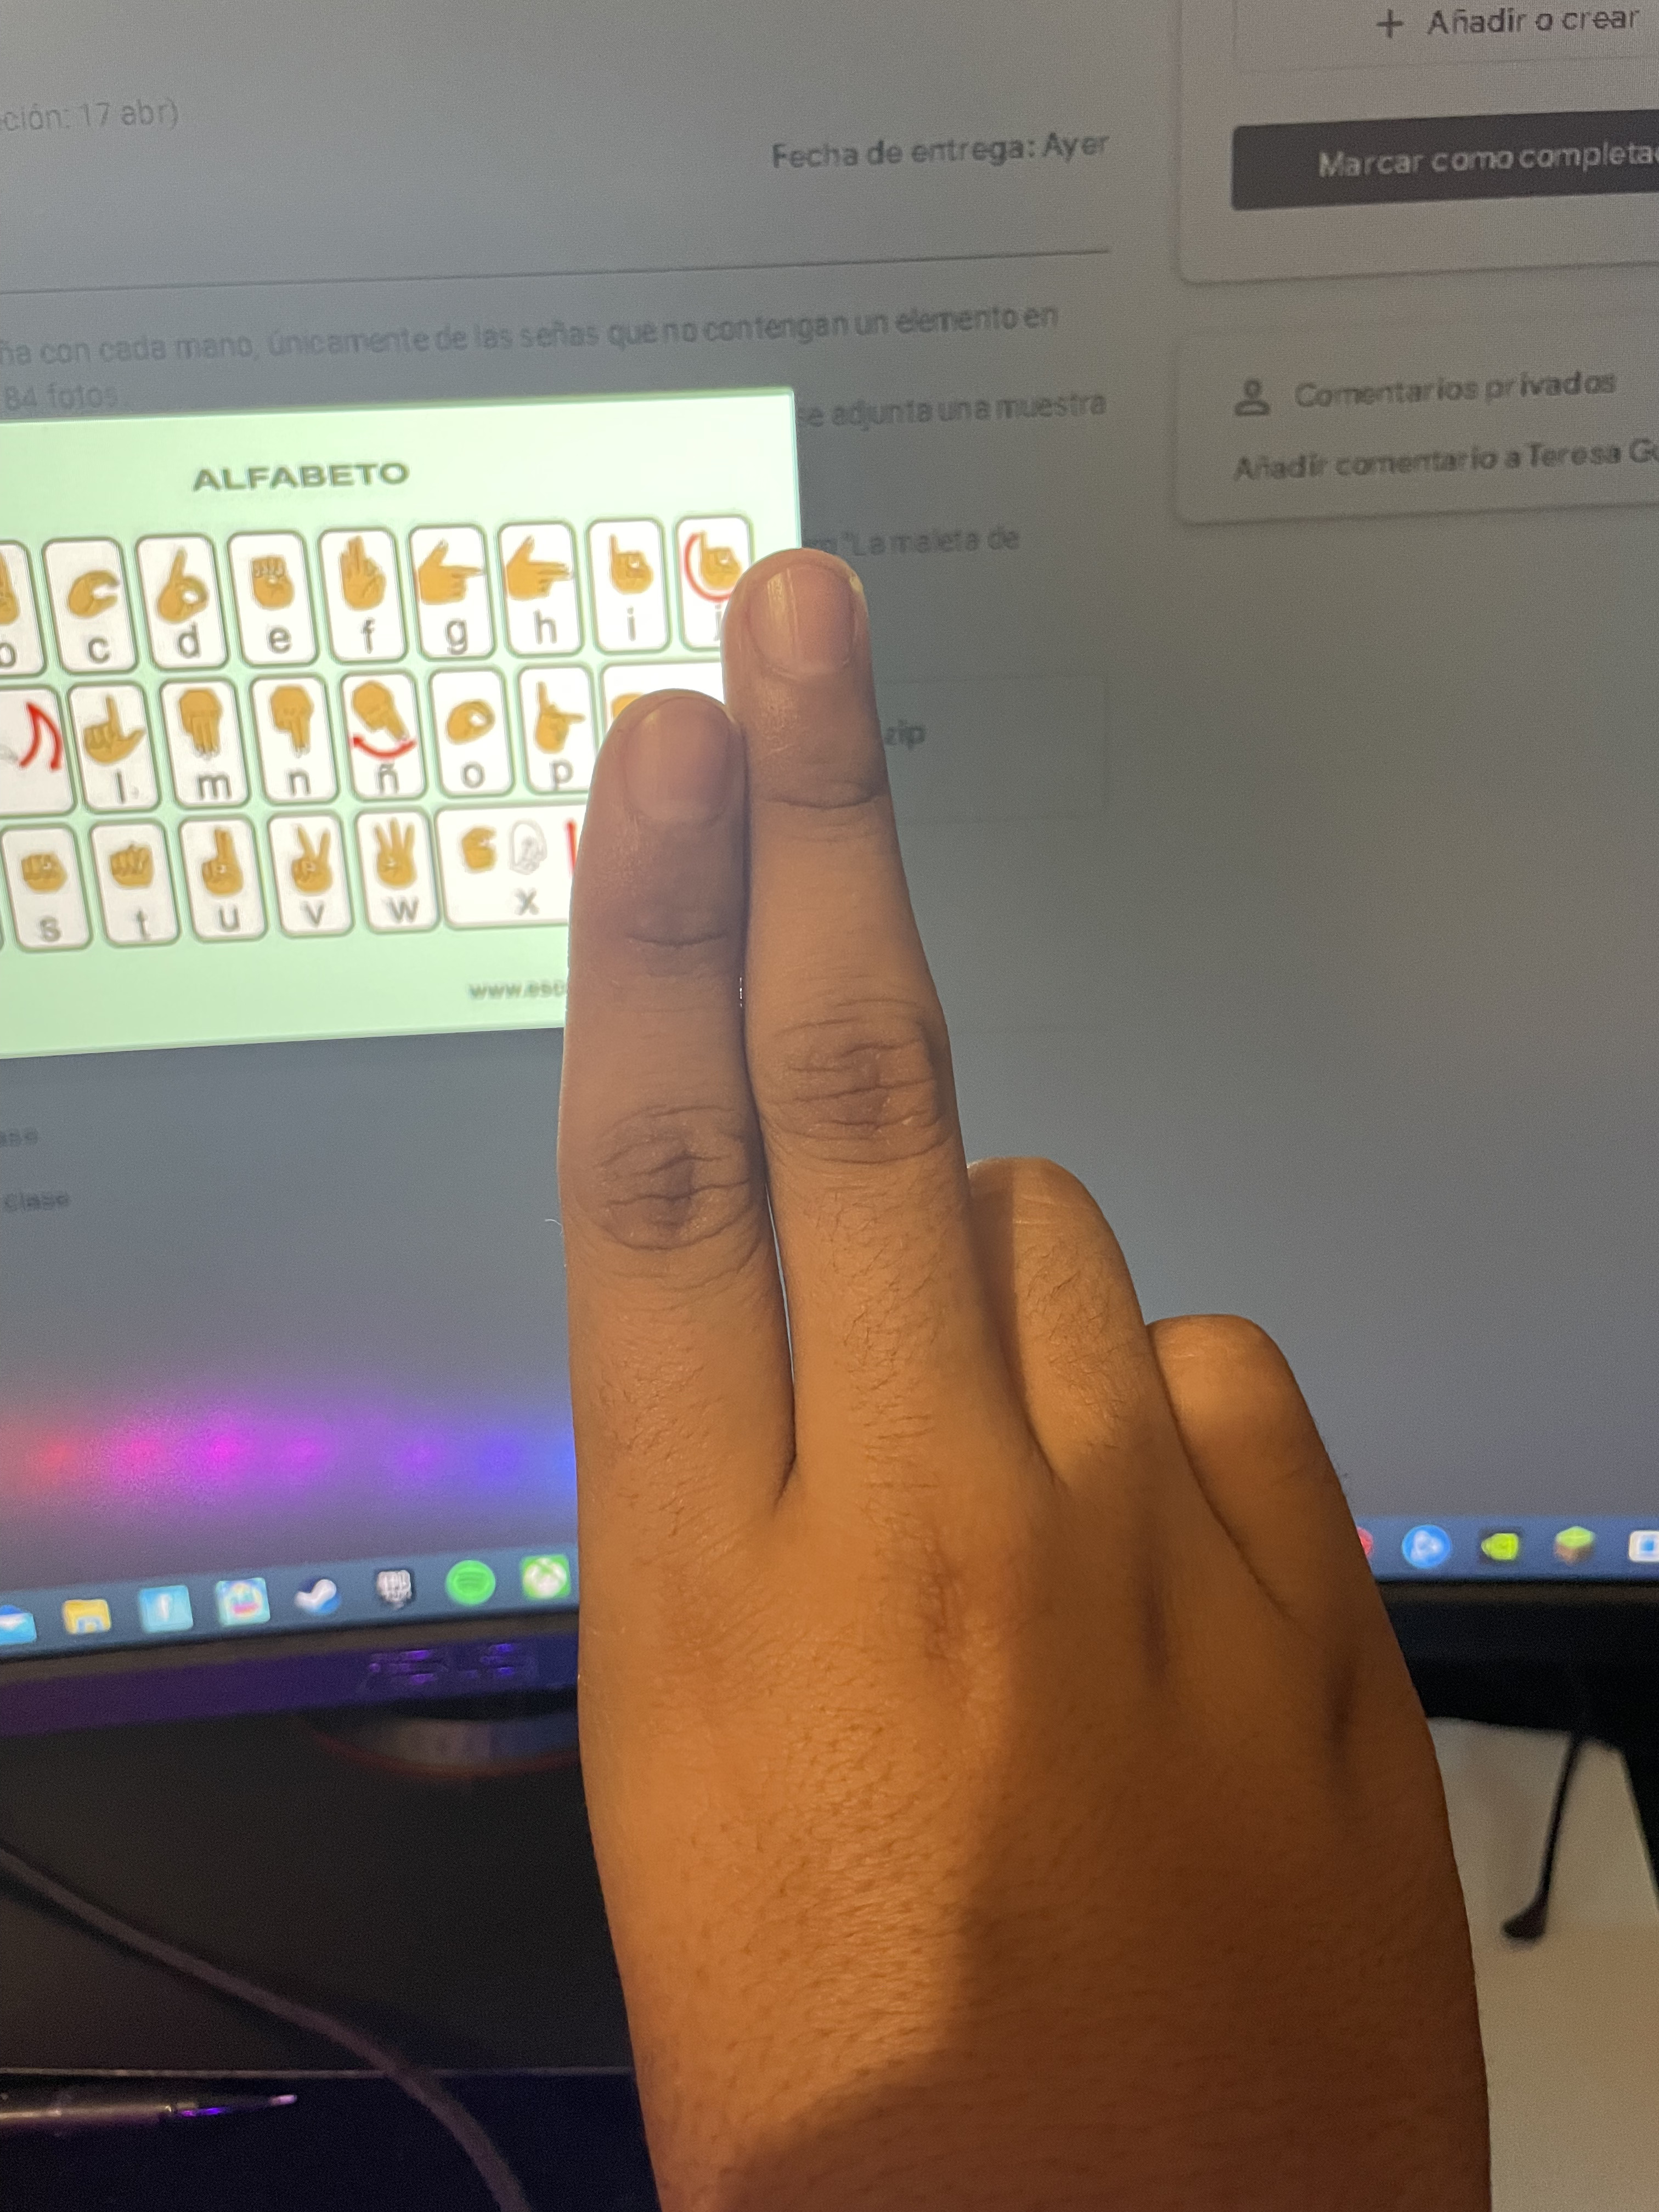 + Añadir o crear
ción: 17 abr)
Fecha de entrega: Ayer
Marcar como completa
ña con cada mano, únicamente de las señas que no contengan un elemento en
84 fotos
se adjunta una muestra
Comentarios privados
Añadir comentario a Teresa G
ALFABETO
"La maleta de
c d e f g h i j
zip
l m n ñ o p
s t u v w x
www.esc
clase